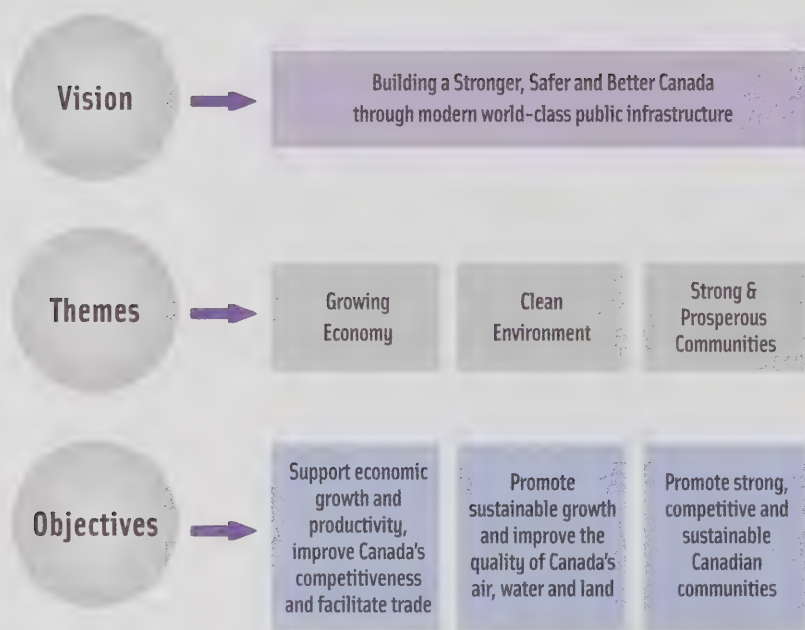 Vision
Building a Stronger, Safer and Better Canada
through modern world-class public infrastructure
Themes
Growing
Economy
Clean
Environment
Strong &
Prosperous
Communities
Objectives
Support economic
growth and
productivity,
improve Canada's
competitiveness
and facilitate trade
Promote
sustainable growth
and improve the
quality of Canada's
air, water and land
Promote strong,
competitive and
sustainable
Canadian
communities